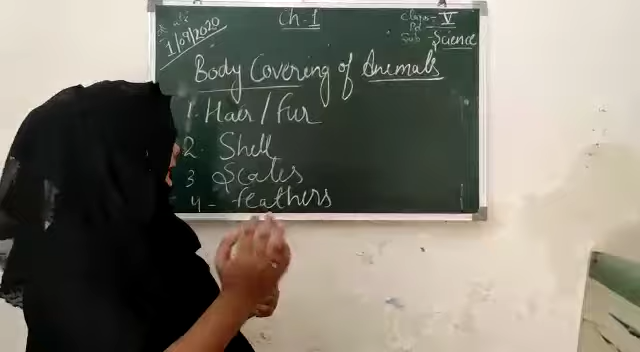 Date
1/09/2020
Ch-1
Class - V
Sub - Science
Body Covering of Animals
1. Hair / Fur
2. Shell
3 Scales
4 - Feathers